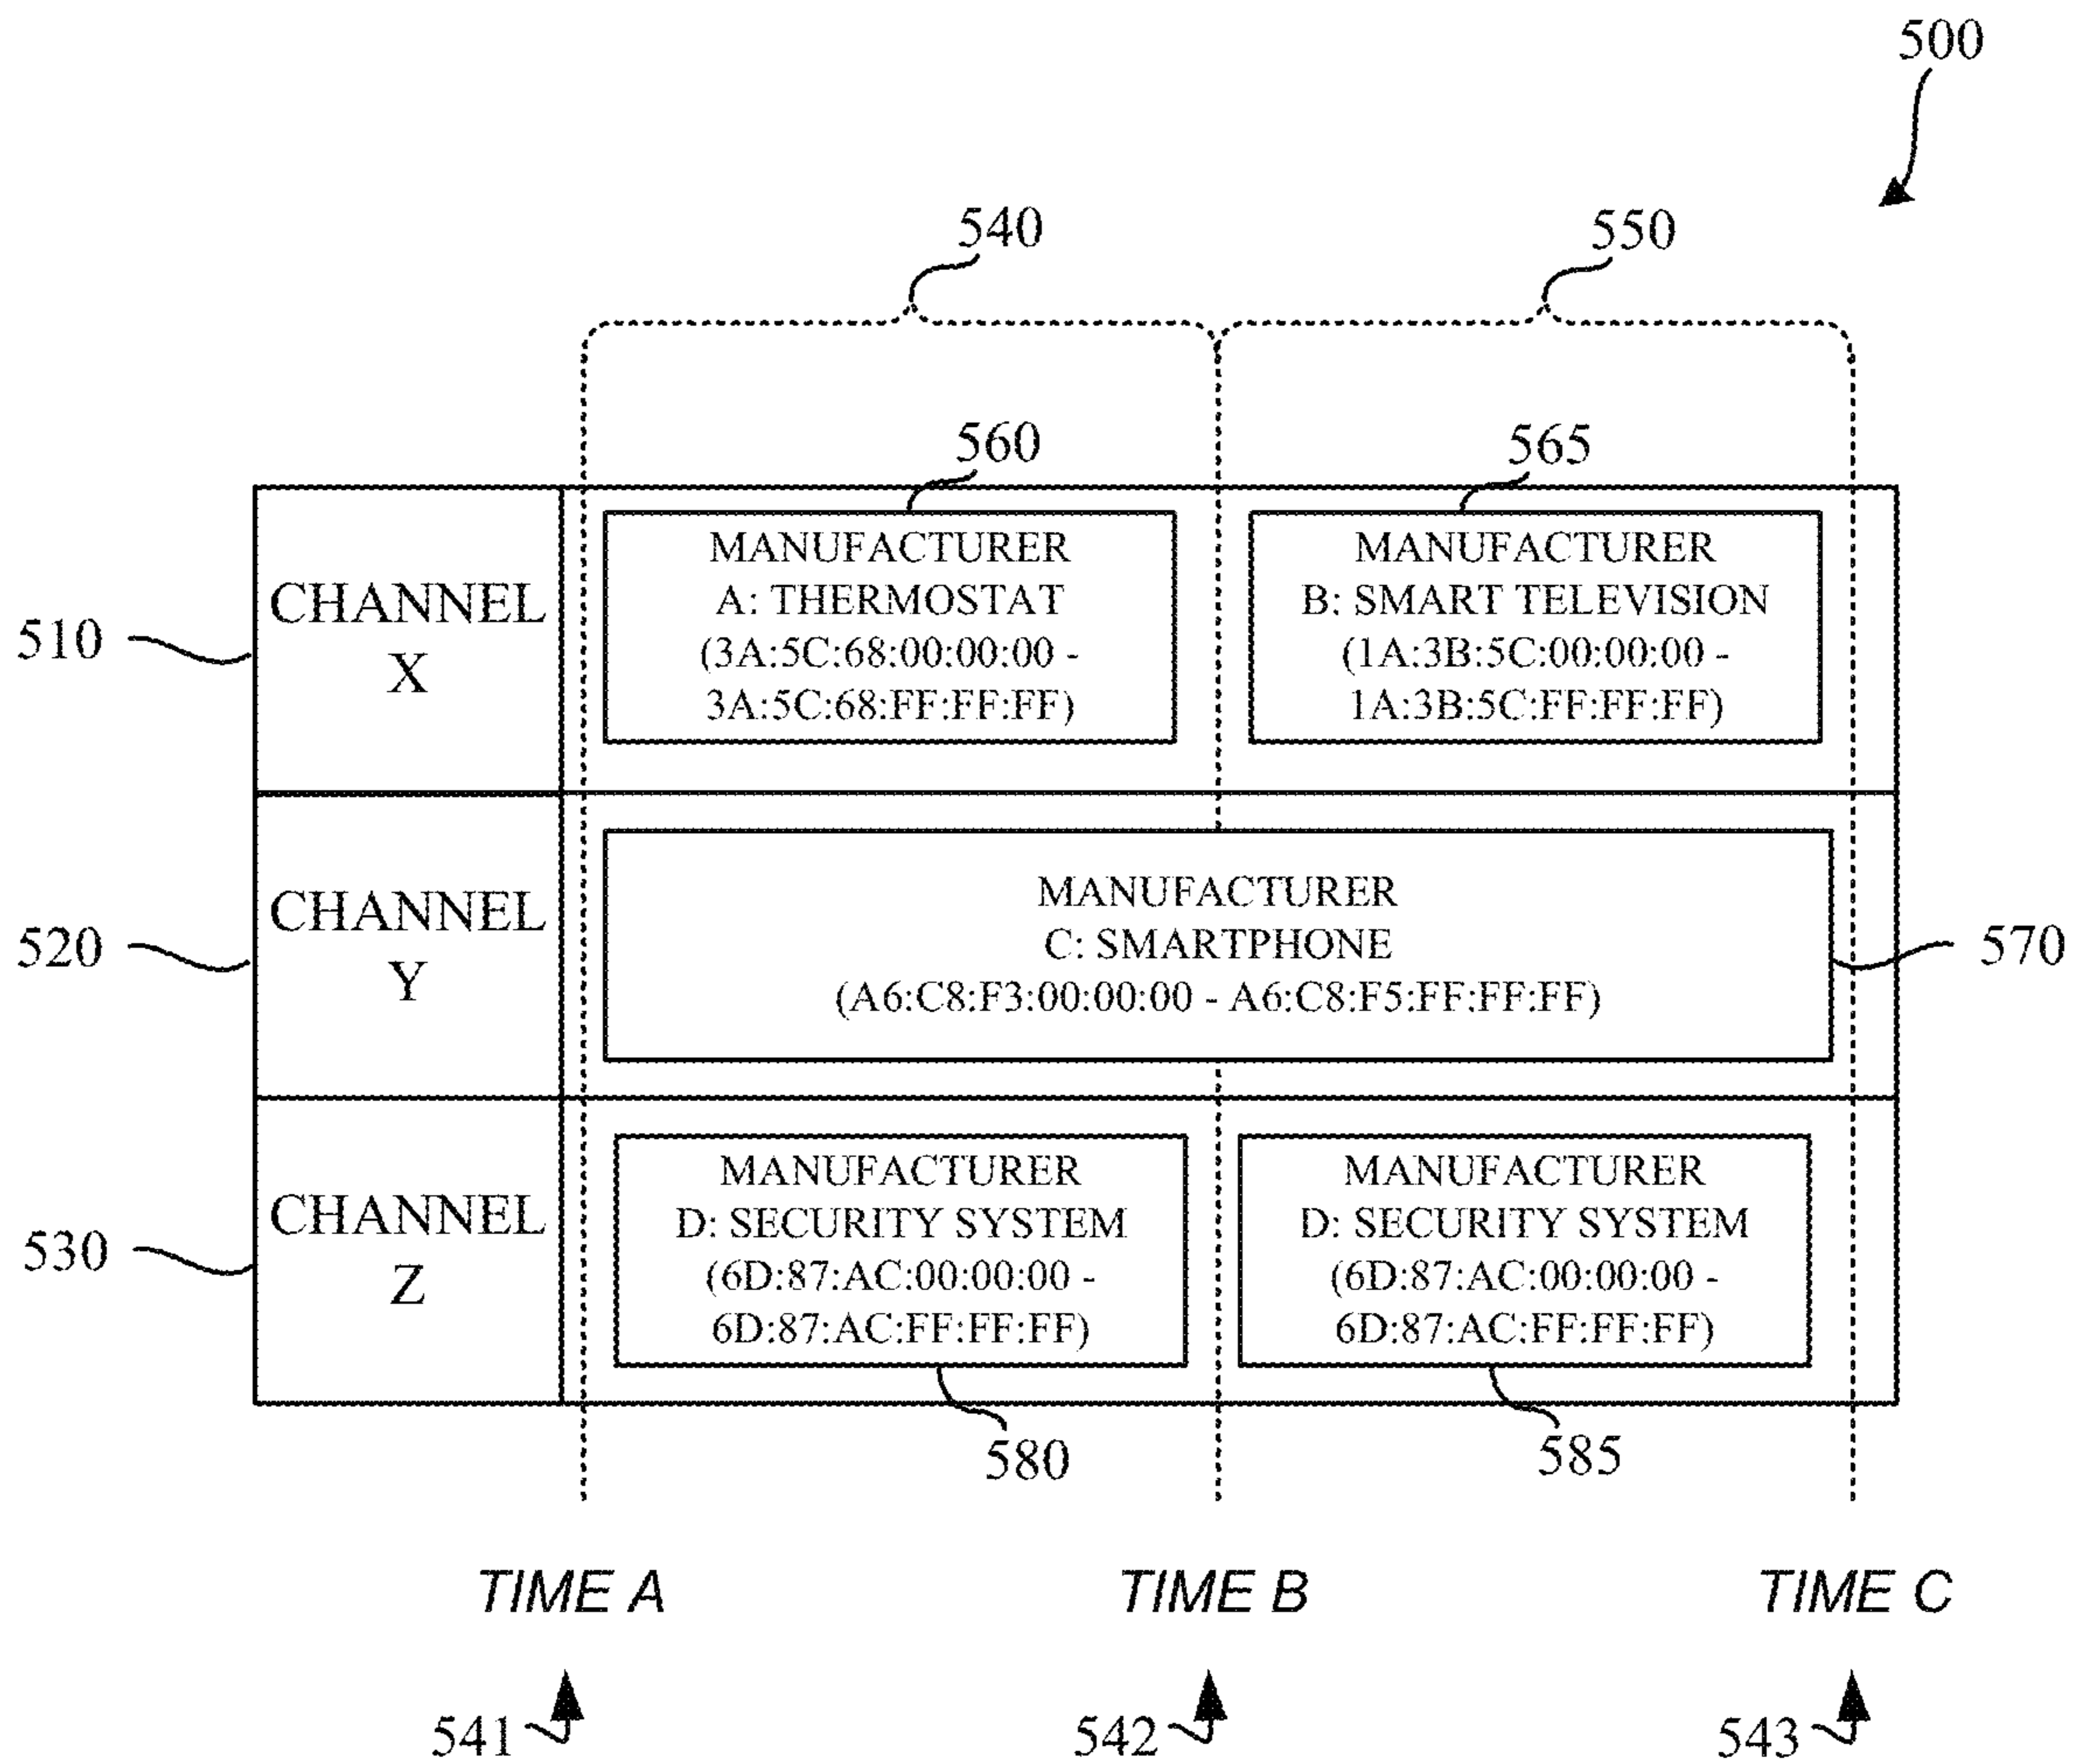 500
540
550
560
565
CHANNEL
X
510
MANUFACTURER
A: THERMOSTAT
(3A:5C:68:00:00:00 -
3A:5C:68:FF:FF:FF)
MANUFACTURER
B: SMART TELEVISION
(1A:3B:5C:00:00:00 -
1A:3B:5C:FF:FF:FF)
CHANNEL
Y
520
MANUFACTURER
C: SMARTPHONE
(A6:C8:F3:00:00:00 - A6:C8:F5:FF:FF:FF)
570
CHANNEL
Z
530
MANUFACTURER
D: SECURITY SYSTEM
(6D:87:AC:00:00:00 -
6D:87:AC:FF:FF:FF)
MANUFACTURER
D: SECURITY SYSTEM
(6D:87:AC:00:00:00 -
6D:87:AC:FF:FF:FF)
580
585
TIME A
TIME B
TIME C
541
542
543